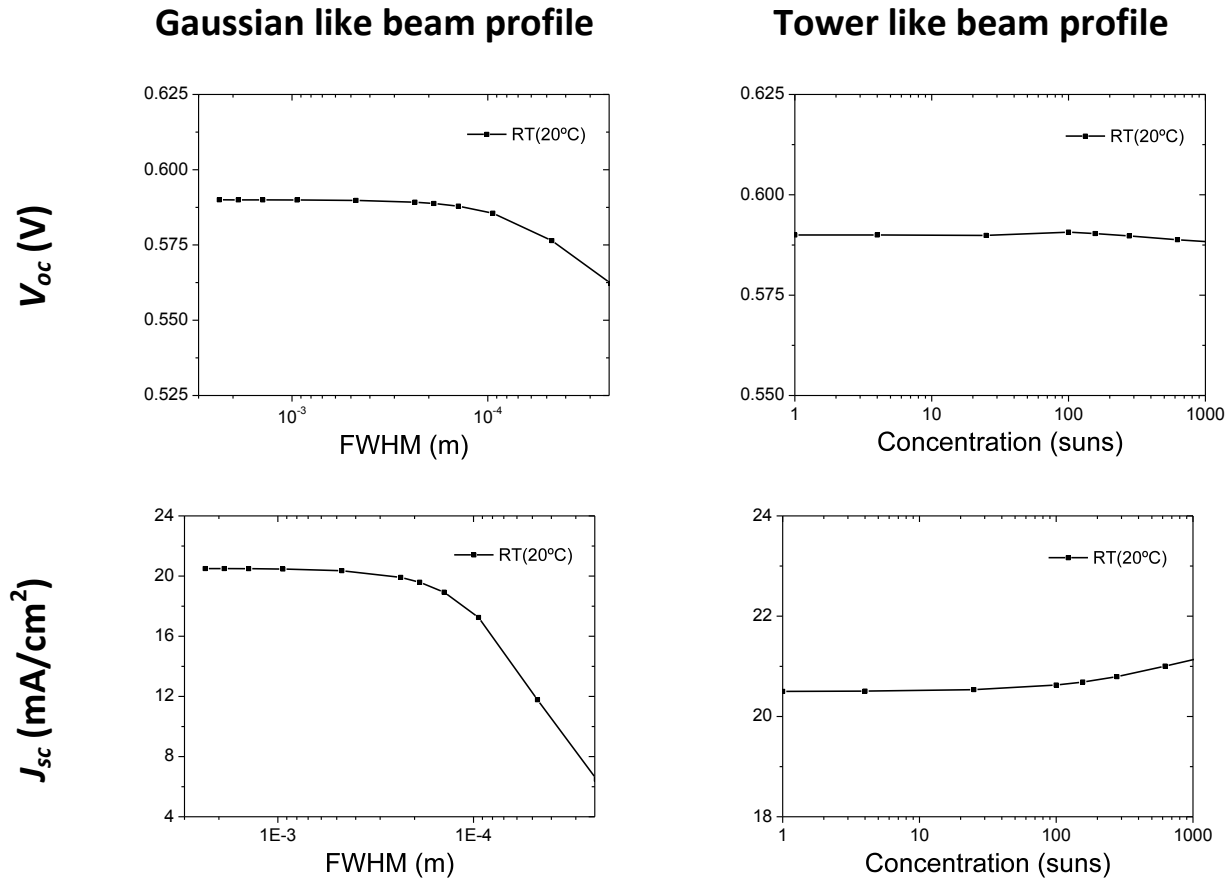 Gaussian like beam profile
Tower like beam profile
V_oc (V)
0.625
0.600
0.575
0.550
0.525
RT(20ºC)
10⁻³
10⁻⁴
FWHM (m)
0.625
0.600
0.575
0.550
RT(20ºC)
1
10
100
1000
Concentration (suns)
J_sc (mA/cm²)
24
20
16
12
8
4
RT(20ºC)
1E-3
1E-4
FWHM (m)
24
22
20
18
RT(20ºC)
1
10
100
1000
Concentration (suns)